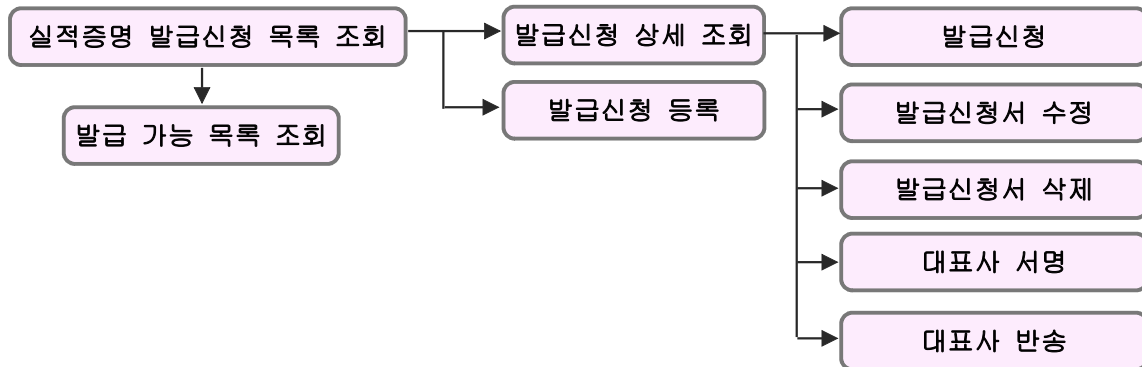 실적증명 발급신청 목록 조회
발급 가능 목록 조회
발급신청 상세 조회
발급신청 등록
발급신청
발급신청서 수정
발급신청서 삭제
대표사 서명
대표사 반송